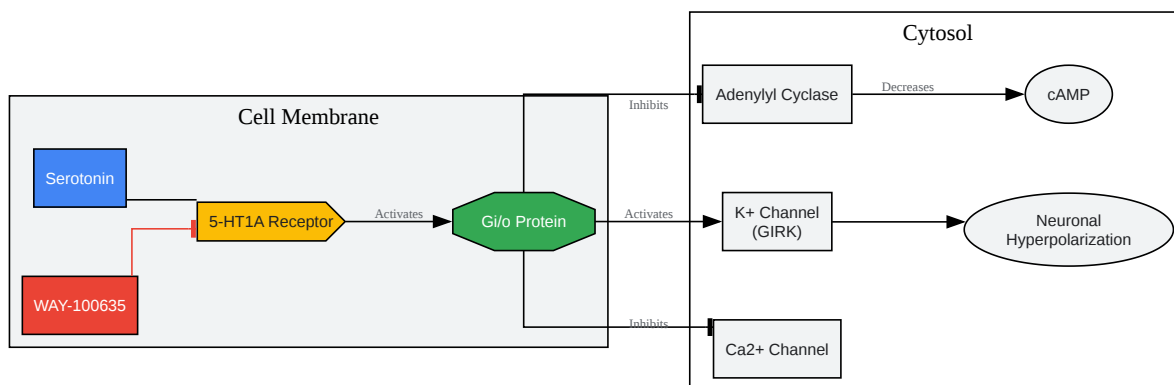 Cytosol
Cell Membrane
Adenylyl Cyclase
Decreases
cAMP
Inhibits
Serotonin
5-HT1A Receptor
Activates
Gi/o Protein
Activates
K+ Channel
(GIRK)
Neuronal
Hyperpolarization
WAY-100635
Inhibits
Ca2+ Channel